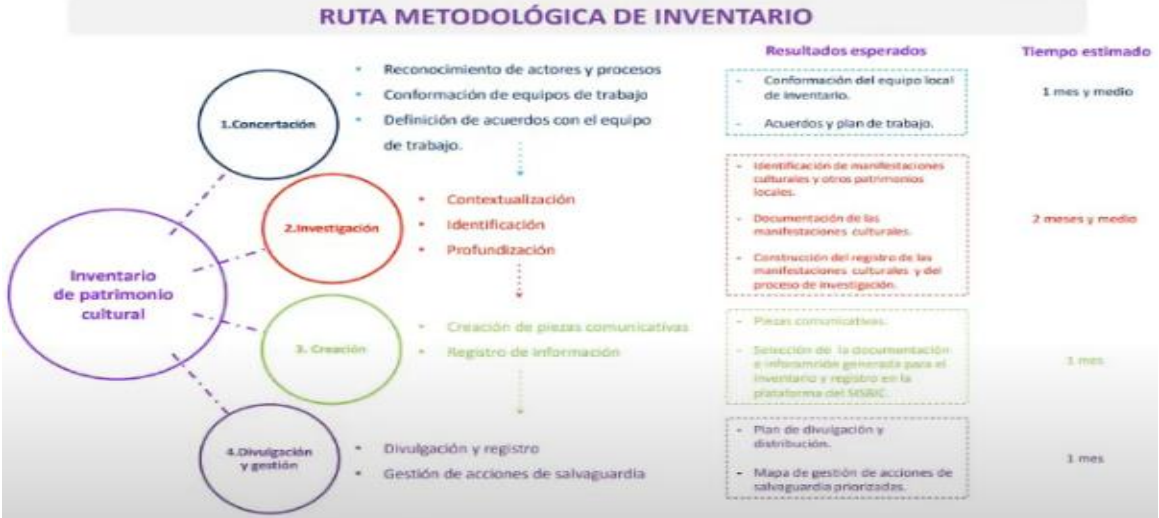 RUTA METODOLÓGICA DE INVENTARIO
Resultados esperados
Tiempo estimado
Inventario
de patrimonio
cultural
1.Concertación
• Reconocimiento de actores y procesos
• Conformación de equipos de trabajo
• Definición de acuerdos con el equipo
de trabajo.
- Conformación del equipo local
de inventario.
- Acuerdos y plan de trabajo.
1 mes y medio
2.Investigación
• Contextualización
• Identificación
• Profundización
- Identificación de manifestaciones
culturales y otros patrimonios
locales.
- Documentación de las
manifestaciones culturales.
- Construcción del registro de las
manifestaciones culturales y del
proceso de investigación.
2 meses y medio
3. Creación
• Creación de piezas comunicativas
• Registro de información
- Piezas comunicativas.
- Selección de la documentación
e información generada para el
inventario y registro en la
plataforma del SISBIC.
1 mes
4.Divulgación
y gestión
• Divulgación y registro
• Gestión de acciones de salvaguardia
- Plan de divulgación y
distribución.
- Mapa de gestión de acciones de
salvaguardia priorizadas.
1 mes